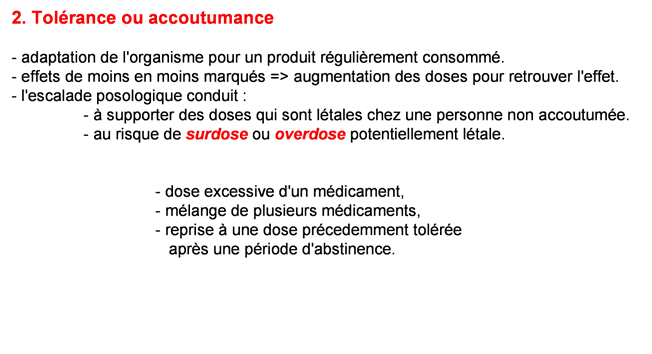 2. Tolérance ou accoutumance
- adaptation de l'organisme pour un produit régulièrement consommé.
- effets de moins en moins marqués => augmentation des doses pour retrouver l'effet.
- l'escalade posologique conduit :
- à supporter des doses qui sont létales chez une personne non accoutumée.
- au risque de surdose ou overdose potentiellement létale.
- dose excessive d'un médicament,
- mélange de plusieurs médicaments,
- reprise à une dose précedemment tolérée
après une période d'abstinence.